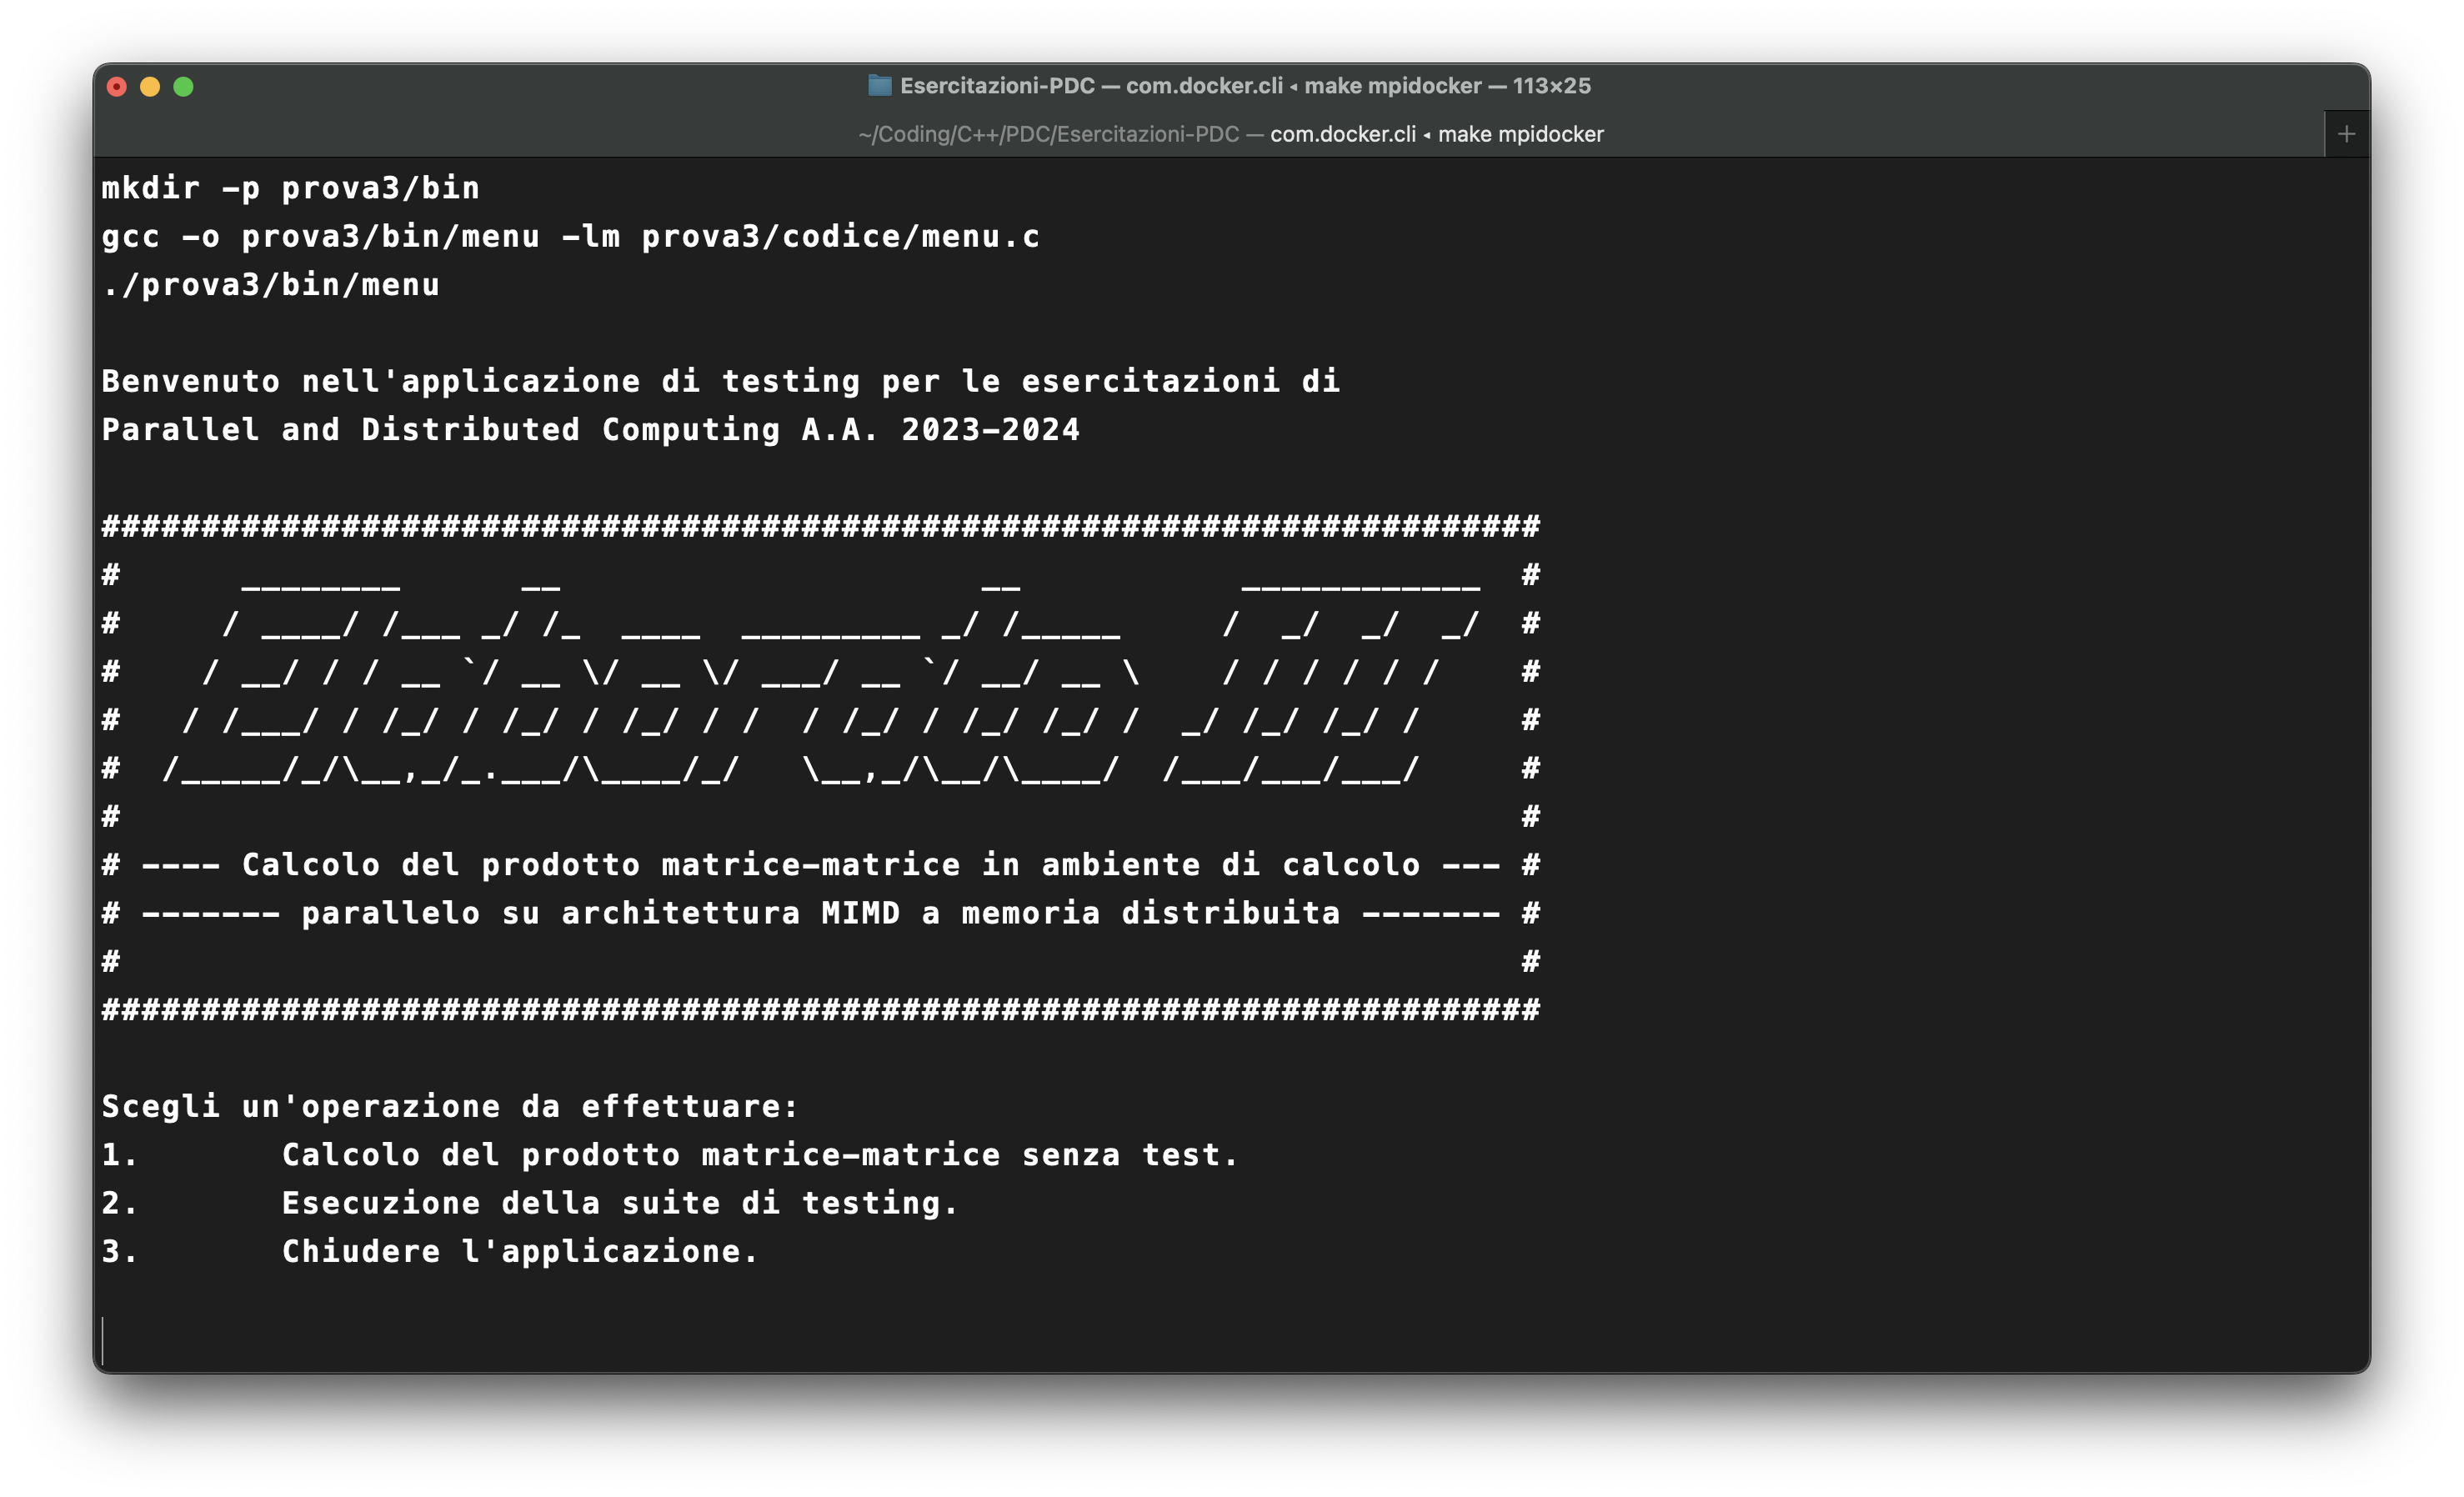 Esercitazioni-PDC — com.docker.cli ◂ make mpidocker — 113×25
~/Coding/C++/PDC/Esercitazioni-PDC — com.docker.cli ◂ make mpidocker
+
mkdir -p prova3/bin
gcc -o prova3/bin/menu -lm prova3/codice/menu.c
./prova3/bin/menu
Benvenuto nell'applicazione di testing per le esercitazioni di
Parallel and Distributed Computing A.A. 2023-2024
########################################################################
#      ________      __                     __           ____________  #
#     / ____/ /___ _/ /_  ____  _________ _/ /_____     /  _/  _/  _/  #
#    / __/ / / __ `/ __ \/ __ \/ ___/ __ `/ __/ __ \    / / / / / /    #
#   / /___/ / /_/ / /_/ / /_/ / /  / /_/ / /_/ /_/ /  _/ /_/ /_/ /     #
#  /_____/_/\__,_/_.___/\____/_/   \__,_/\__/\____/  /___/___/___/     #
#                                                                      #
# ---- Calcolo del prodotto matrice-matrice in ambiente di calcolo --- #
# ------- parallelo su architettura MIMD a memoria distribuita ------- #
#                                                                      #
########################################################################
Scegli un'operazione da effettuare:
1.       Calcolo del prodotto matrice-matrice senza test.
2.       Esecuzione della suite di testing.
3.       Chiudere l'applicazione.